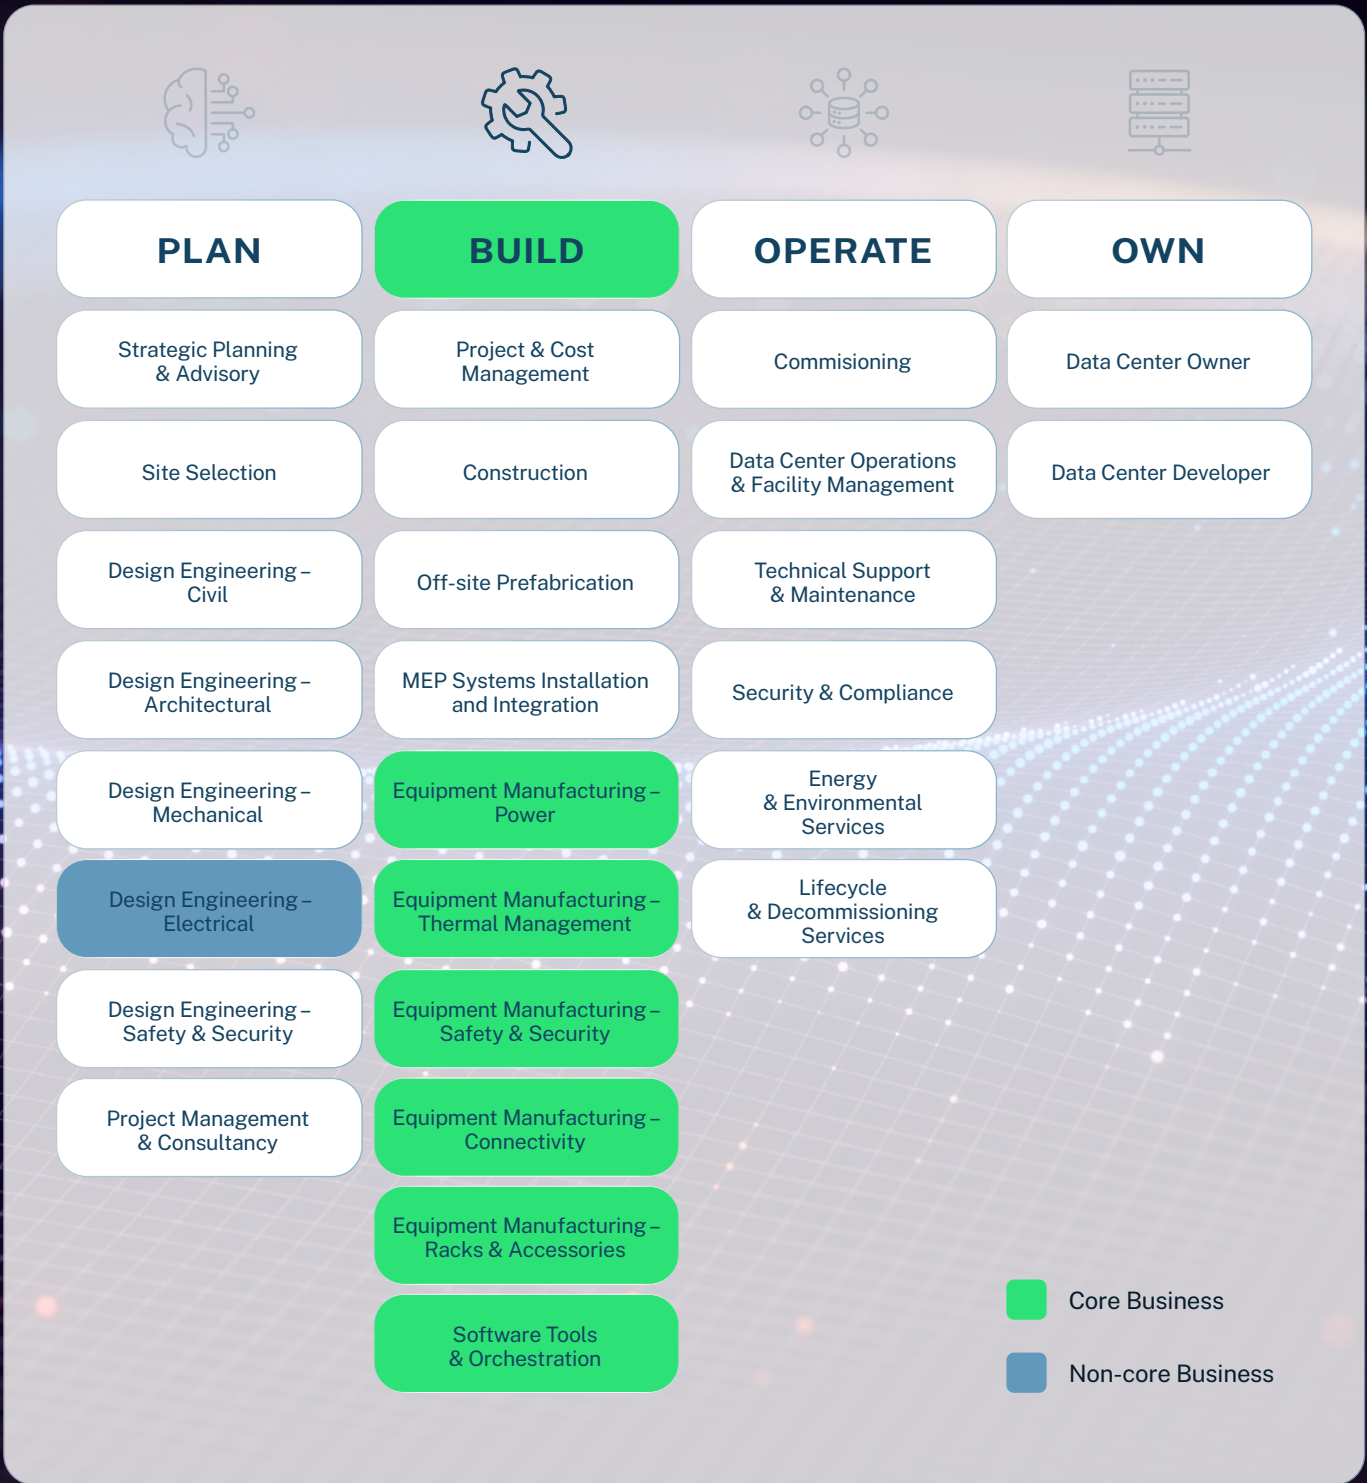 PLAN
Strategic Planning
& Advisory
Site Selection
Design Engineering –
Civil
Design Engineering –
Architectural
Design Engineering –
Mechanical
Design Engineering –
Electrical
Design Engineering –
Safety & Security
Project Management
& Consultancy
BUILD
Project & Cost
Management
Construction
Off-site Prefabrication
MEP Systems Installation
and Integration
Equipment Manufacturing –
Power
Equipment Manufacturing –
Thermal Management
Equipment Manufacturing –
Safety & Security
Equipment Manufacturing –
Connectivity
Equipment Manufacturing –
Racks & Accessories
Software Tools
& Orchestration
OPERATE
Commisioning
Data Center Operations
& Facility Management
Technical Support
& Maintenance
Security & Compliance
Energy
& Environmental
Services
Lifecycle
& Decommissioning
Services
OWN
Data Center Owner
Data Center Developer
Core Business
Non-core Business